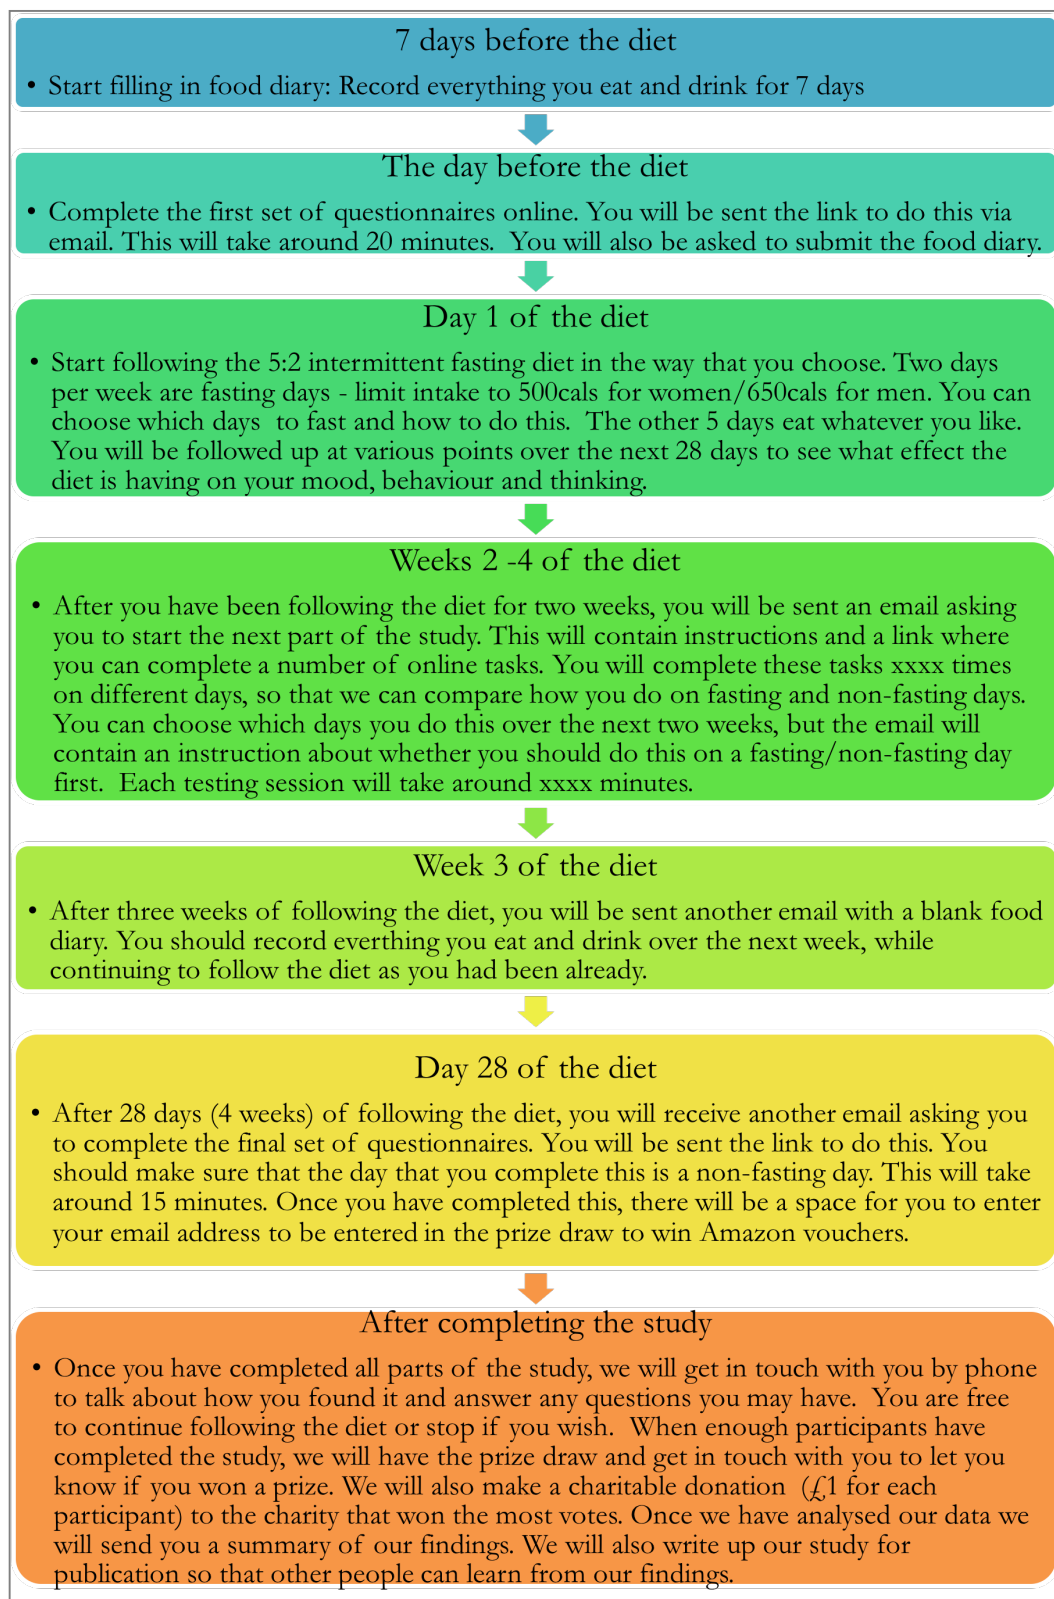 7 days before the diet
• Start filling in food diary: Record everything you eat and drink for 7 days
The day before the diet
• Complete the first set of questionnaires online. You will be sent the link to do this via
email. This will take around 20 minutes.  You will also be asked to submit the food diary.
Day 1 of the diet
• Start following the 5:2 intermittent fasting diet in the way that you choose. Two days
per week are fasting days - limit intake to 500cals for women/650cals for men. You can
choose which days  to fast and how to do this.  The other 5 days eat whatever you like.
You will be followed up at various points over the next 28 days to see what effect the
diet is having on your mood, behaviour and thinking.
Weeks 2 -4 of the diet
• After you have been following the diet for two weeks, you will be sent an email asking
you to start the next part of the study. This will contain instructions and a link where
you can complete a number of online tasks. You will complete these tasks xxxx times
on different days, so that we can compare how you do on fasting and non-fasting days.
You can choose which days you do this over the next two weeks, but the email will
contain an instruction about whether you should do this on a fasting/non-fasting day
first.  Each testing session will take around xxxx minutes.
Week 3 of the diet
• After three weeks of following the diet, you will be sent another email with a blank food
diary. You should record everthing you eat and drink over the next week, while
continuing to follow the diet as you had been already.
Day 28 of the diet
• After 28 days (4 weeks) of following the diet, you will receive another email asking you
to complete the final set of questionnaires. You will be sent the link to do this. You
should make sure that the day that you complete this is a non-fasting day. This will take
around 15 minutes. Once you have completed this, there will be a space for you to enter
your email address to be entered in the prize draw to win Amazon vouchers.
After completing the study
• Once you have completed all parts of the study, we will get in touch with you by phone
to talk about how you found it and answer any questions you may have.  You are free
to continue following the diet or stop if you wish.  When enough participants have
completed the study, we will have the prize draw and get in touch with you to let you
know if you won a prize. We will also make a charitable donation  (£1 for each
participant) to the charity that won the most votes. Once we have analysed our data we
will send you a summary of our findings. We will also write up our study for
publication so that other people can learn from our findings.